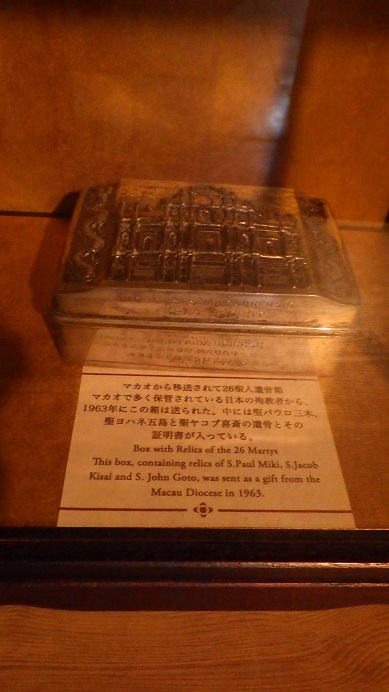 マカオから移送されて26聖人遺骨箱
マカオで多く保管されている日本の殉教者から、
1963年にこの箱は送られた。中には聖パウロ三木、
聖ヨハネ五島と聖ヤコブ喜斎の遺骨とその
証明書が入っている。
Box with Relics of the 26 Martys
This box, containing relics of S.Paul Miki, S.Jacob
Kisai and S. John Goto, was sent as a gift from the
Macau Diocese in 1963.